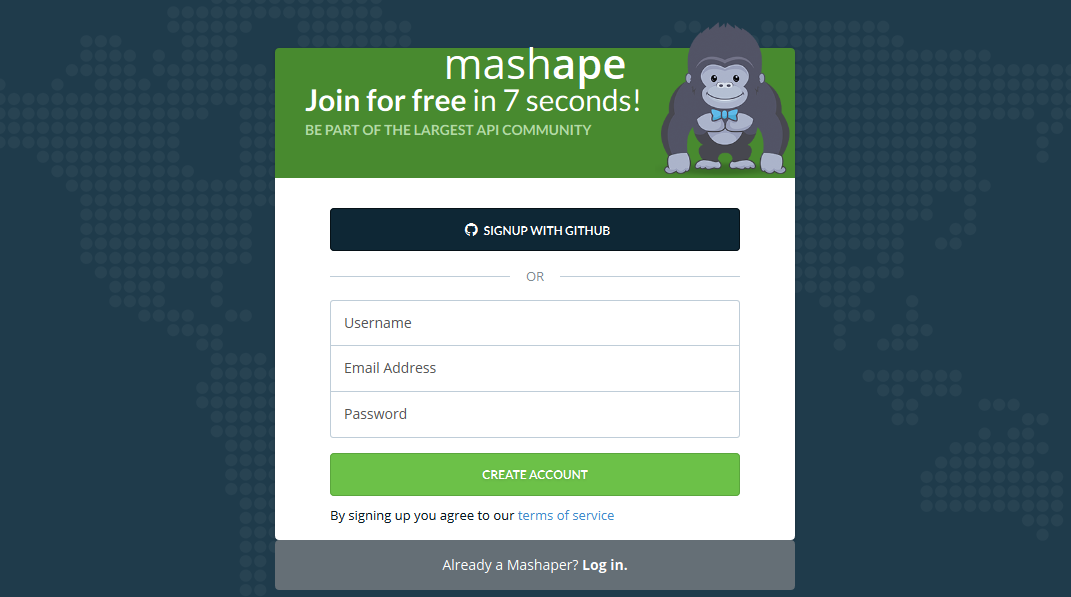 mashape
Join for free in 7 seconds!
BE PART OF THE LARGEST API COMMUNITY
SIGNUP WITH GITHUB
OR
Username
Email Address
Password
CREATE ACCOUNT
By signing up you agree to our terms of service
Already a Mashaper? Log in.